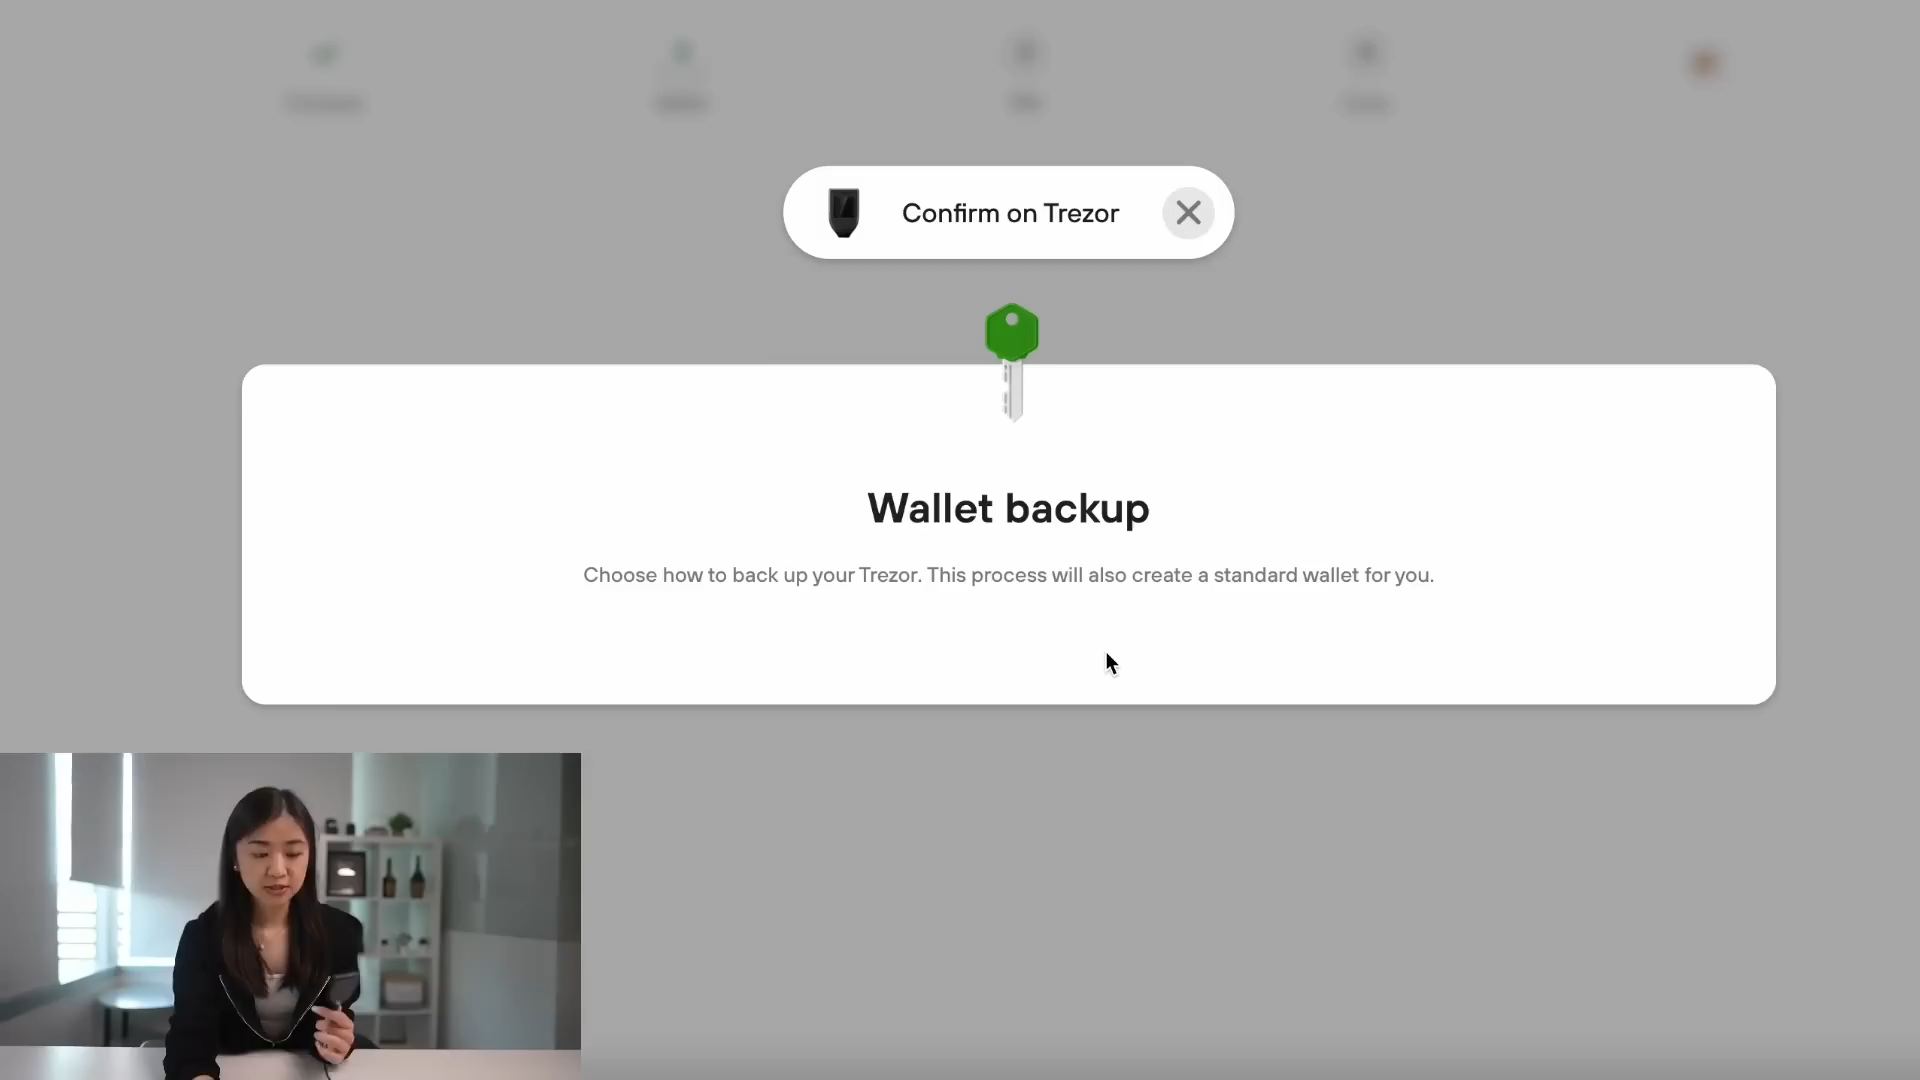 Confirm on Trezor
Wallet backup
Choose how to back up your Trezor. This process will also create a standard wallet for you.